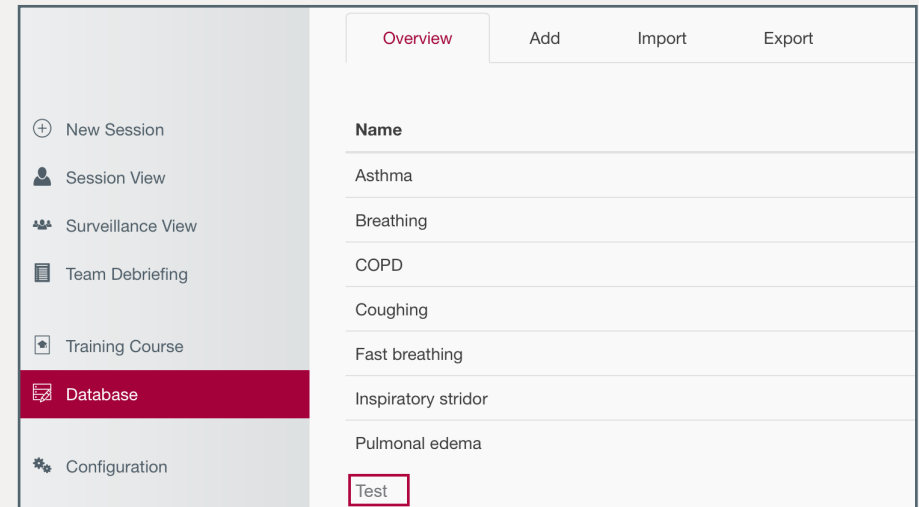 Overview Add Import Export
New Session
Session View
Surveillance View
Team Debriefing
Training Course
Database
Configuration
Name
Asthma
Breathing
COPD
Coughing
Fast breathing
Inspiratory stridor
Pulmonal edema
Test